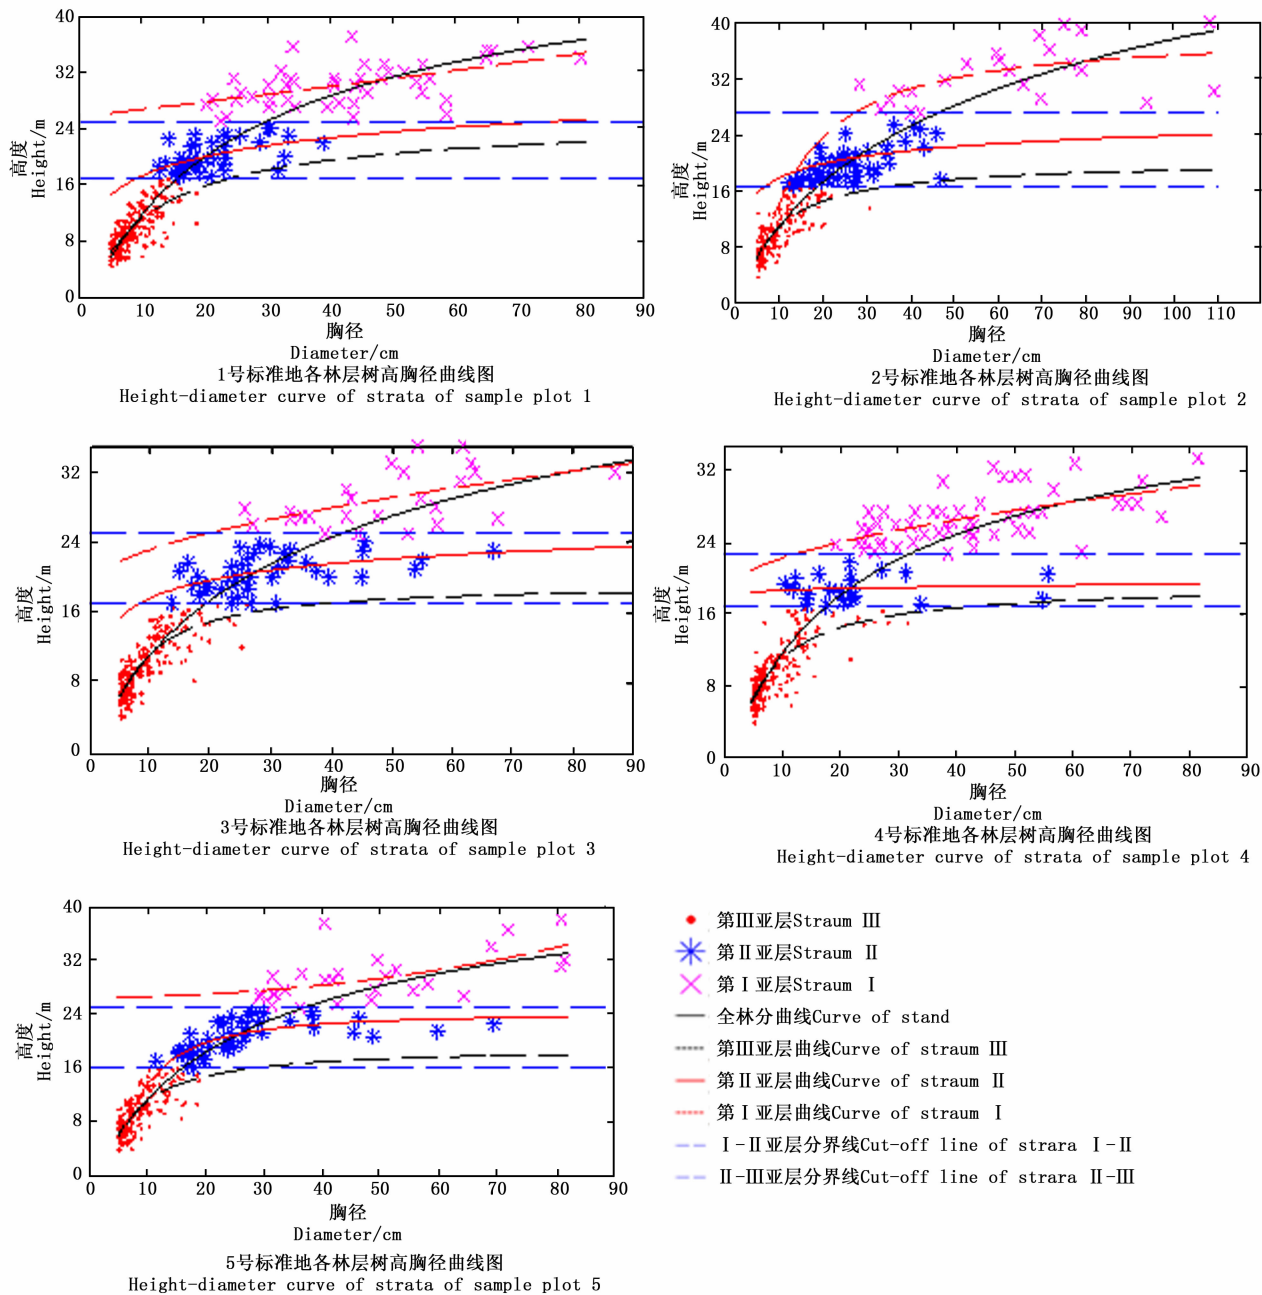 40
32
24
16
8
0
高度
Height/m
0
10
20
30
40
50
60
70
80
90
胸径
Diameter/cm
1号标准地各林层树高胸径曲线图
Height-diameter curve of strata of sample plot 1
40
32
24
16
8
0
高度
Height/m
0
10
20
30
40
50
60
70
80
90
100
110
胸径
Diameter/cm
2号标准地各林层树高胸径曲线图
Height-diameter curve of strata of sample plot 2
32
24
16
8
0
高度
Height/m
0
10
20
30
40
50
60
70
80
90
胸径
Diameter/cm
3号标准地各林层树高胸径曲线图
Height-diameter curve of strata of sample plot 3
32
24
16
8
0
高度
Height/m
0
10
20
30
40
50
60
70
80
90
胸径
Diameter/cm
4号标准地各林层树高胸径曲线图
Height-diameter curve of strata of sample plot 4
40
32
24
16
8
0
高度
Height/m
0
10
20
30
40
50
60
70
80
90
胸径
Diameter/cm
5号标准地各林层树高胸径曲线图
Height-diameter curve of strata of sample plot 5
第Ⅲ亚层Straum Ⅲ
第Ⅱ亚层Straum Ⅱ
第Ⅰ亚层Straum Ⅰ
全林分曲线Curve of stand
第Ⅲ亚层曲线Curve of straum Ⅲ
第Ⅱ亚层曲线Curve of straum Ⅱ
第Ⅰ亚层曲线Curve of straum Ⅰ
Ⅰ-Ⅱ亚层分界线Cut-off line of strara Ⅰ-Ⅱ
Ⅱ-Ⅲ亚层分界线Cut-off line of strara Ⅱ-Ⅲ